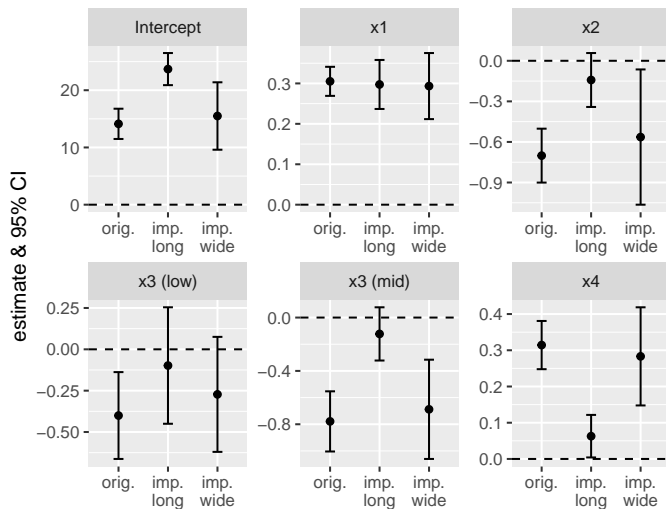 estimate & 95% CI
Intercept
20
10
0
orig.
imp.
long
imp.
wide
x1
0.3
0.2
0.1
0.0
orig.
imp.
long
imp.
wide
x2
0.0
−0.3
−0.6
−0.9
orig.
imp.
long
imp.
wide
x3 (low)
0.25
0.00
−0.25
−0.50
orig.
imp.
long
imp.
wide
x3 (mid)
0.0
−0.4
−0.8
orig.
imp.
long
imp.
wide
x4
0.4
0.3
0.2
0.1
0.0
orig.
imp.
long
imp.
wide